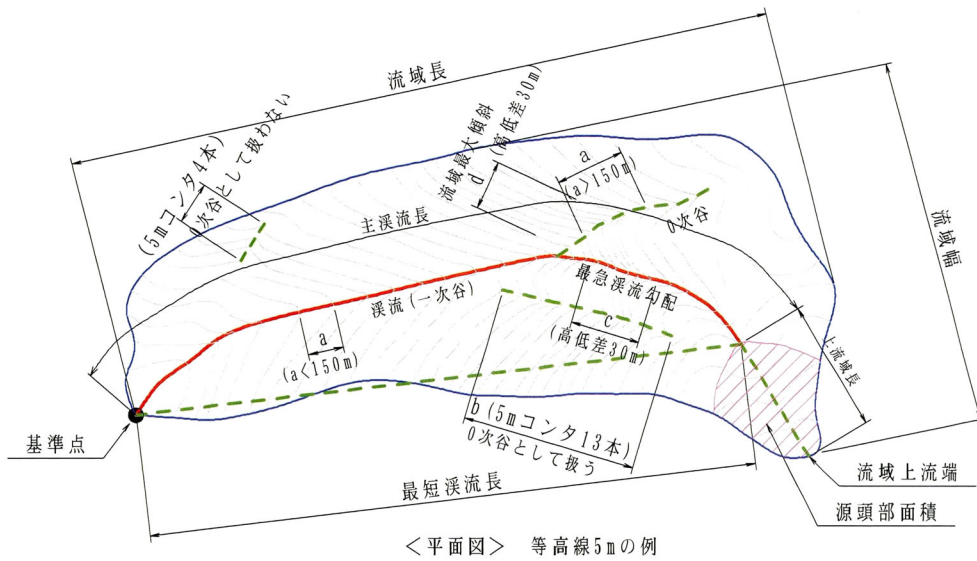 流域長
流域幅
(5mコンタ4本)
0次谷として扱わない
流域最大傾斜
(高低差30m)
d
a
(a>150m)
0次谷
主渓流長
渓流(一次谷)
最急渓流勾配
c
(高低差30m)
a
(a<150m)
上流域長
b(5mコンタ13本)
0次谷として扱う
基準点
最短渓流長
流域上流端
源頭部面積
<平面図> 等高線5mの例